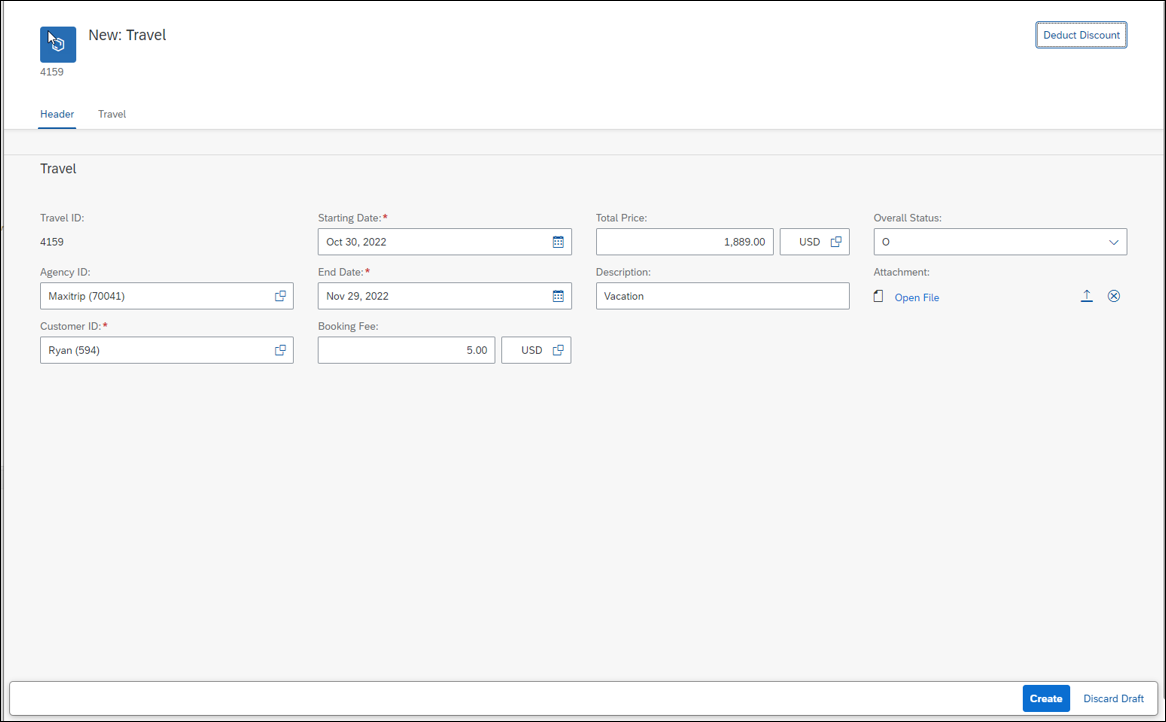 New: Travel
Deduct Discount
4159
Header Travel
Travel
Travel ID: Starting Date:* Total Price: Overall Status:
4159 Oct 30, 2022 1,889.00 USD O
Agency ID: End Date:* Description: Attachment:
Maxitrip (70041) Nov 29, 2022 Vacation Open File
Customer ID:* Booking Fee:
Ryan (594) 5.00 USD
Create Discard Draft